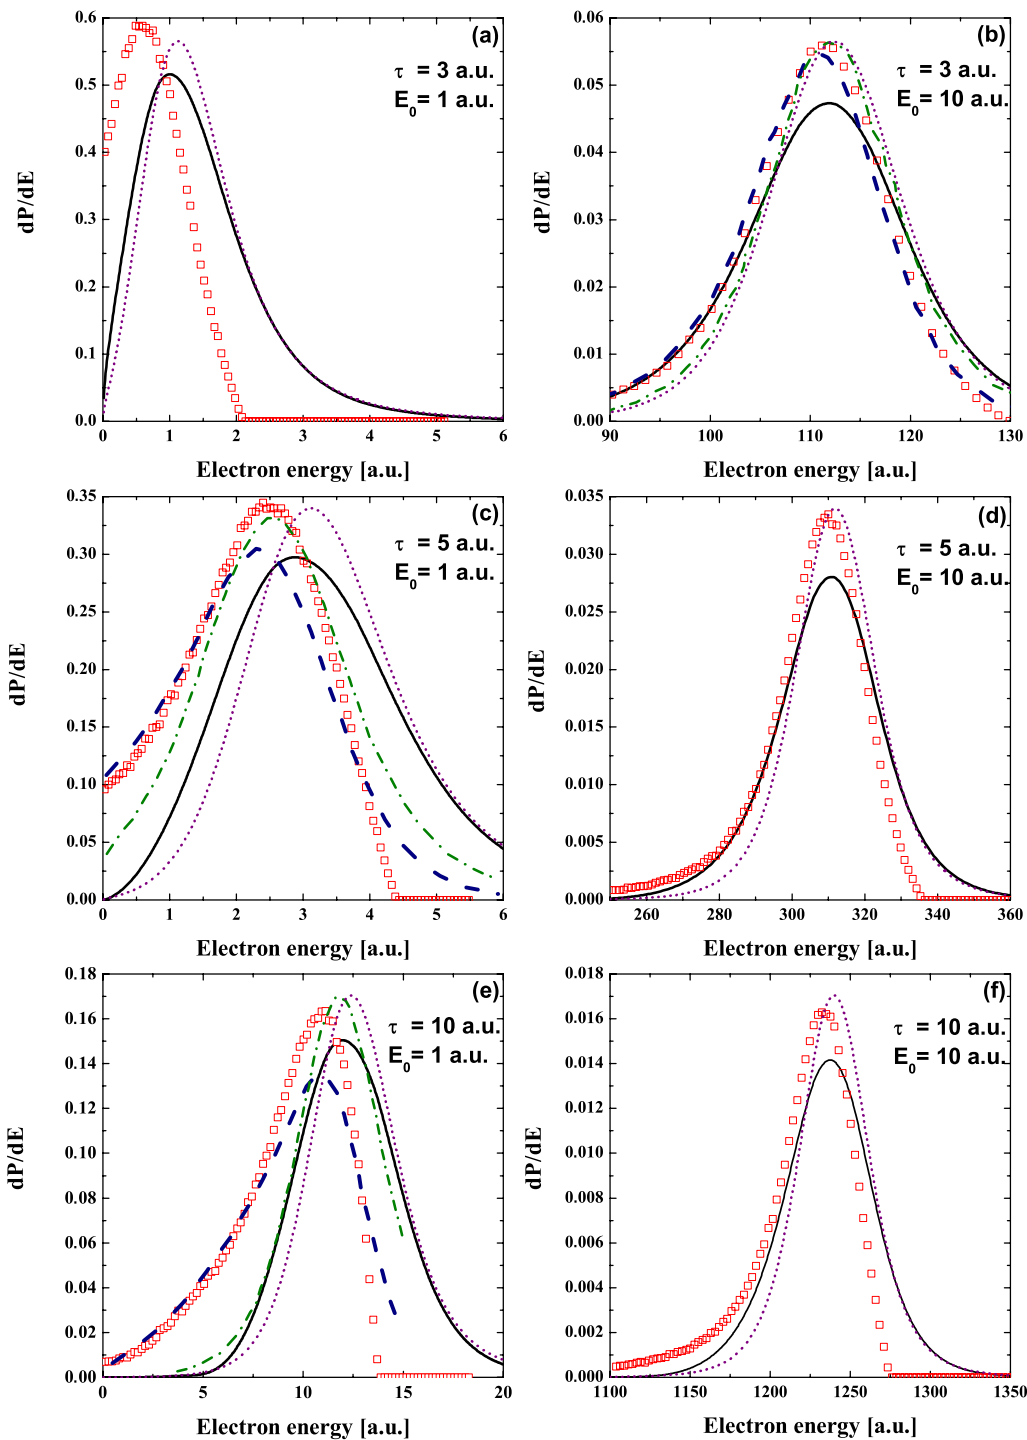 (a)
τ = 3 a.u.
E0= 1 a.u.
0.6
0.5
0.4
0.3
0.2
0.1
0.0
dP/dE
0 1 2 3 4 5 6
Electron energy [a.u.]
(b)
τ = 3 a.u.
E0= 10 a.u.
0.06
0.05
0.04
0.03
0.02
0.01
0.00
dP/dE
90 100 110 120 130
Electron energy [a.u.]
(c)
τ = 5 a.u.
E0= 1 a.u.
0.35
0.30
0.25
0.20
0.15
0.10
0.05
0.00
dP/dE
0 1 2 3 4 5 6
Electron energy [a.u.]
(d)
τ = 5 a.u.
E0= 10 a.u.
0.035
0.030
0.025
0.020
0.015
0.010
0.005
0.000
dP/dE
260 280 300 320 340 360
Electron energy [a.u.]
(e)
τ = 10 a.u.
E0= 1 a.u.
0.18
0.16
0.14
0.12
0.10
0.08
0.06
0.04
0.02
0.00
dP/dE
0 5 10 15 20
Electron energy [a.u.]
(f)
τ = 10 a.u.
E0= 10 a.u.
0.018
0.016
0.014
0.012
0.010
0.008
0.006
0.004
0.002
0.000
dP/dE
1100 1150 1200 1250 1300 1350
Electron energy [a.u.]